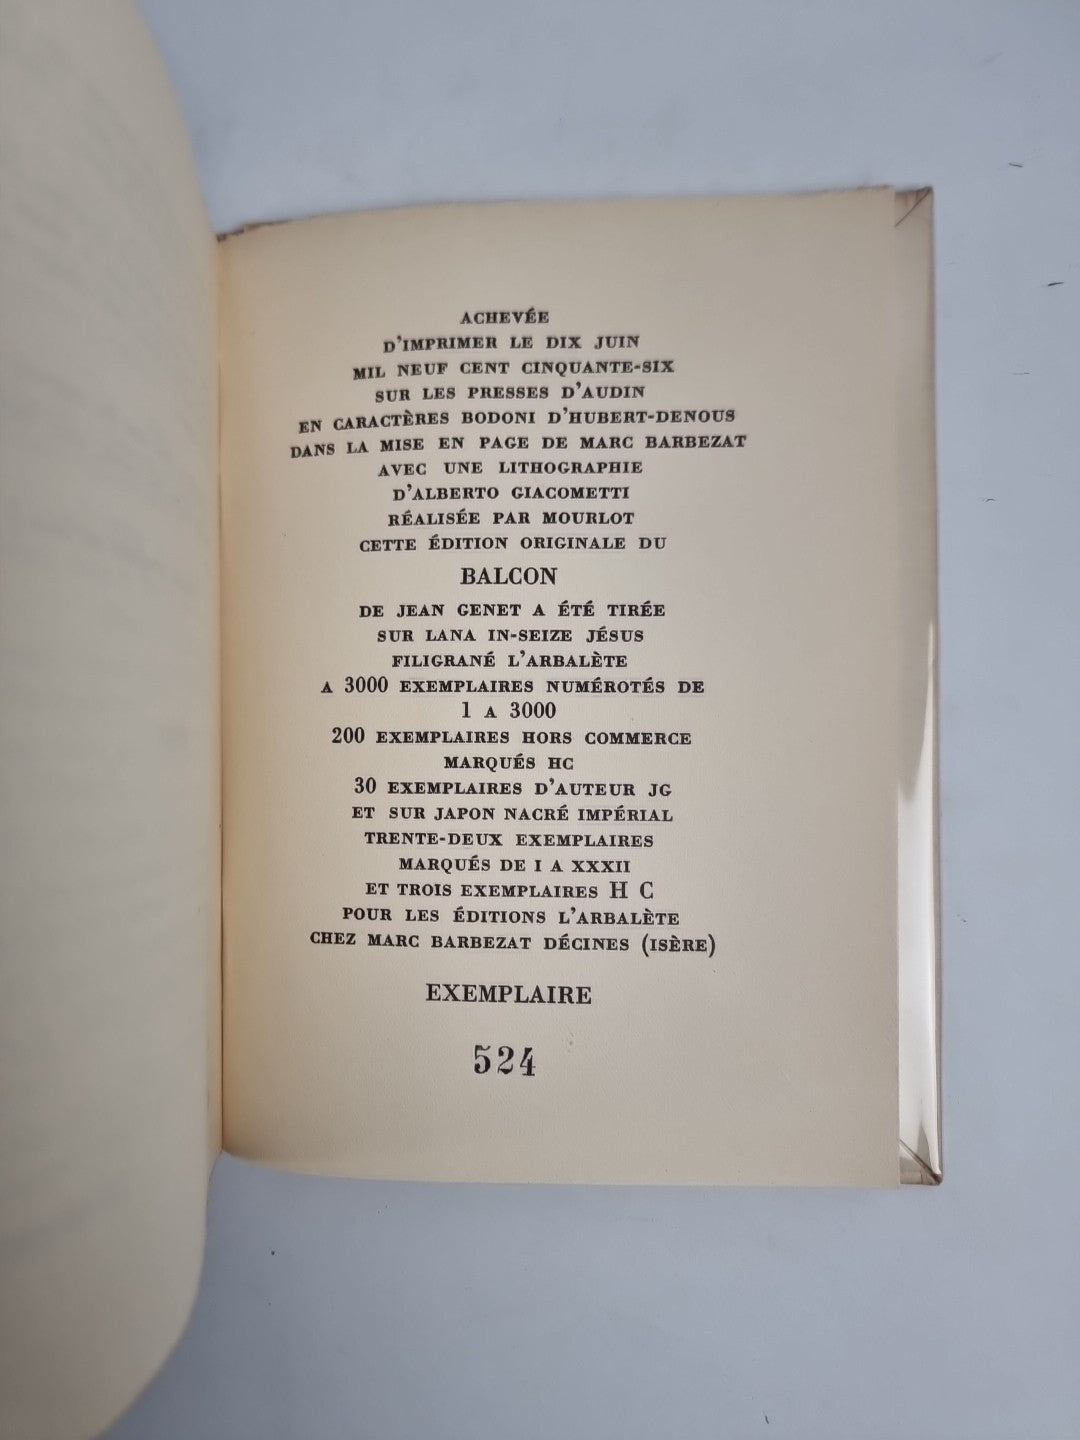 ACHEVÉE
D'IMPRIMER LE DIX JUIN
MIL NEUF CENT CINQUANTE-SIX
SUR LES PRESSES D'AUDIN
EN CARACTÈRES BODONI D'HUBERT-DENOUS
DANS LA MISE EN PAGE DE MARC BARBEZAT
AVEC UNE LITHOGRAPHIE
D'ALBERTO GIACOMETTI
RÉALISÉE PAR MOURLOT
CETTE ÉDITION ORIGINALE DU
BALCON
DE JEAN GENET A ÉTÉ TIRÉE
SUR LANA IN-SEIZE JÉSUS
FILIGRANÉ L'ARBALÈTE
A 3000 EXEMPLAIRES NUMÉROTÉS DE
1 A 3000
200 EXEMPLAIRES HORS COMMERCE
MARQUÉS HC
30 EXEMPLAIRES D'AUTEUR JG
ET SUR JAPON NACRÉ IMPÉRIAL
TRENTE-DEUX EXEMPLAIRES
MARQUÉS DE I A XXXII
ET TROIS EXEMPLAIRES H C
POUR LES ÉDITIONS L'ARBALÈTE
CHEZ MARC BARBEZAT DÉCINES (ISÈRE)
EXEMPLAIRE
524